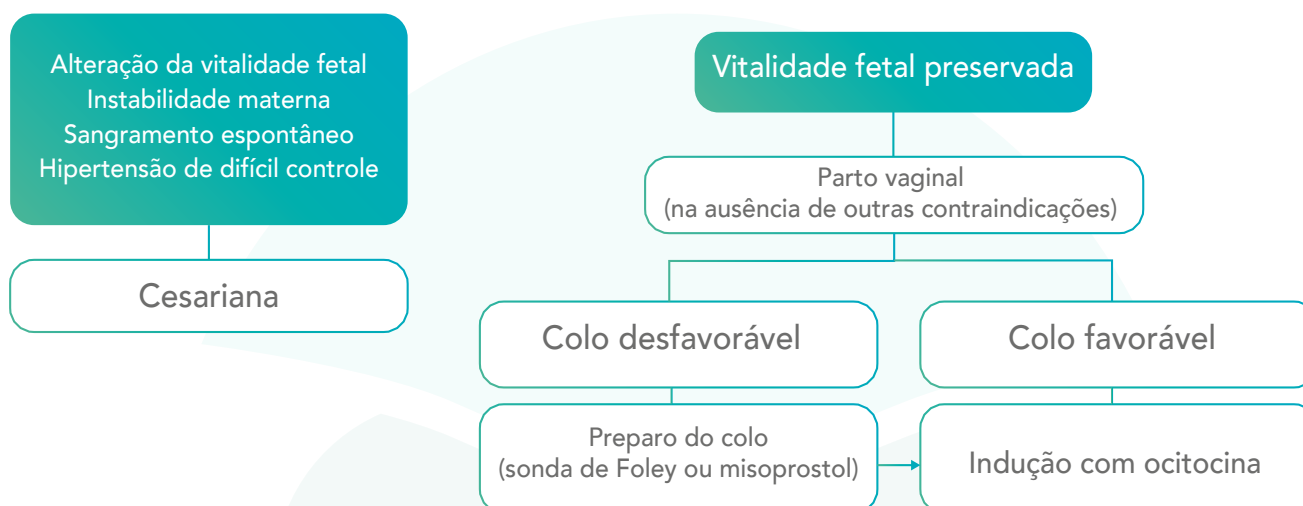 Alteração da vitalidade fetal
Instabilidade materna
Sangramento espontâneo
Hipertensão de difícil controle
Cesariana
Vitalidade fetal preservada
Parto vaginal
(na ausência de outras contraindicações)
Colo desfavorável
Colo favorável
Preparo do colo
(sonda de Foley ou misoprostol)
Indução com ocitocina